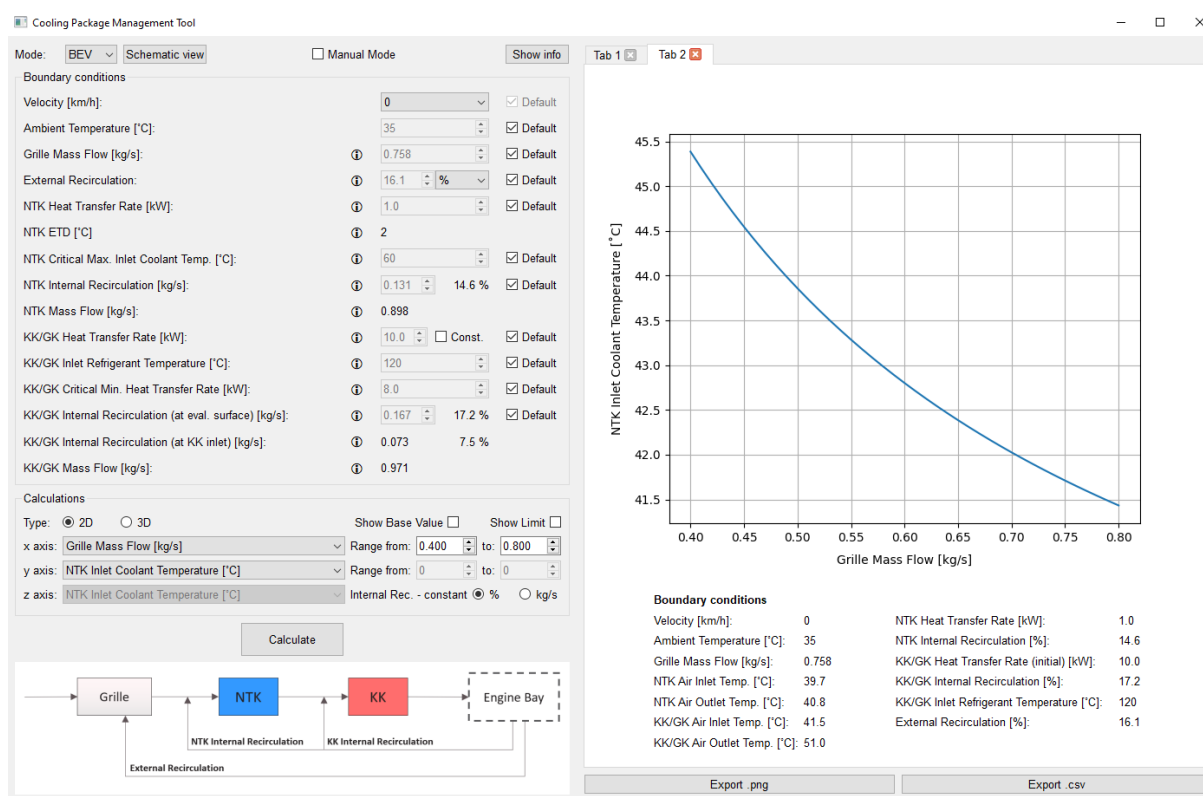 Cooling Package Management Tool
Mode: BEV Schematic view Manual Mode Show info
Boundary conditions
Velocity [km/h]: 0 Default
Ambient Temperature [˚C]: 35 Default
Grille Mass Flow [kg/s]: 0.758 Default
External Recirculation: 16.1 % Default
NTK Heat Transfer Rate [kW]: 1.0 Default
NTK ETD [˚C] 2
NTK Critical Max. Inlet Coolant Temp. [˚C]: 60 Default
NTK Internal Recirculation [kg/s]: 0.131 14.6 % Default
NTK Mass Flow [kg/s]: 0.898
KK/GK Heat Transfer Rate [kW]: 10.0 Const. Default
KK/GK Inlet Refrigerant Temperature [˚C]: 120 Default
KK/GK Critical Min. Heat Transfer Rate [kW]: 8.0 Default
KK/GK Internal Recirculation (at eval. surface) [kg/s]: 0.167 17.2 % Default
KK/GK Internal Recirculation (at KK inlet) [kg/s]: 0.073 7.5 %
KK/GK Mass Flow [kg/s]: 0.971
Calculations
Type: 2D 3D Show Base Value Show Limit
x axis: Grille Mass Flow [kg/s] Range from: 0.400 to: 0.800
y axis: NTK Inlet Coolant Temperature [˚C] Range from: 0 to: 0
z axis: NTK Inlet Coolant Temperature [˚C] Internal Rec. - constant % kg/s
Calculate
Grille NTK KK Engine Bay
NTK Internal Recirculation KK Internal Recirculation
External Recirculation
Tab 1 Tab 2
45.5
45.0
44.5
44.0
43.5
43.0
42.5
42.0
41.5
NTK Inlet Coolant Temperature [˚C]
0.40 0.45 0.50 0.55 0.60 0.65 0.70 0.75 0.80
Grille Mass Flow [kg/s]
Boundary conditions
Velocity [km/h]: 0 NTK Heat Transfer Rate [kW]: 1.0
Ambient Temperature [˚C]: 35 NTK Internal Recirculation [%]: 14.6
Grille Mass Flow [kg/s]: 0.758 KK/GK Heat Transfer Rate (initial) [kW]: 10.0
NTK Air Inlet Temp. [˚C]: 39.7 KK/GK Internal Recirculation [%]: 17.2
NTK Air Outlet Temp. [˚C]: 40.8 KK/GK Inlet Refrigerant Temperature [˚C]: 120
KK/GK Air Inlet Temp. [˚C]: 41.5 External Recirculation [%]: 16.1
KK/GK Air Outlet Temp. [˚C]: 51.0
Export .png Export .csv